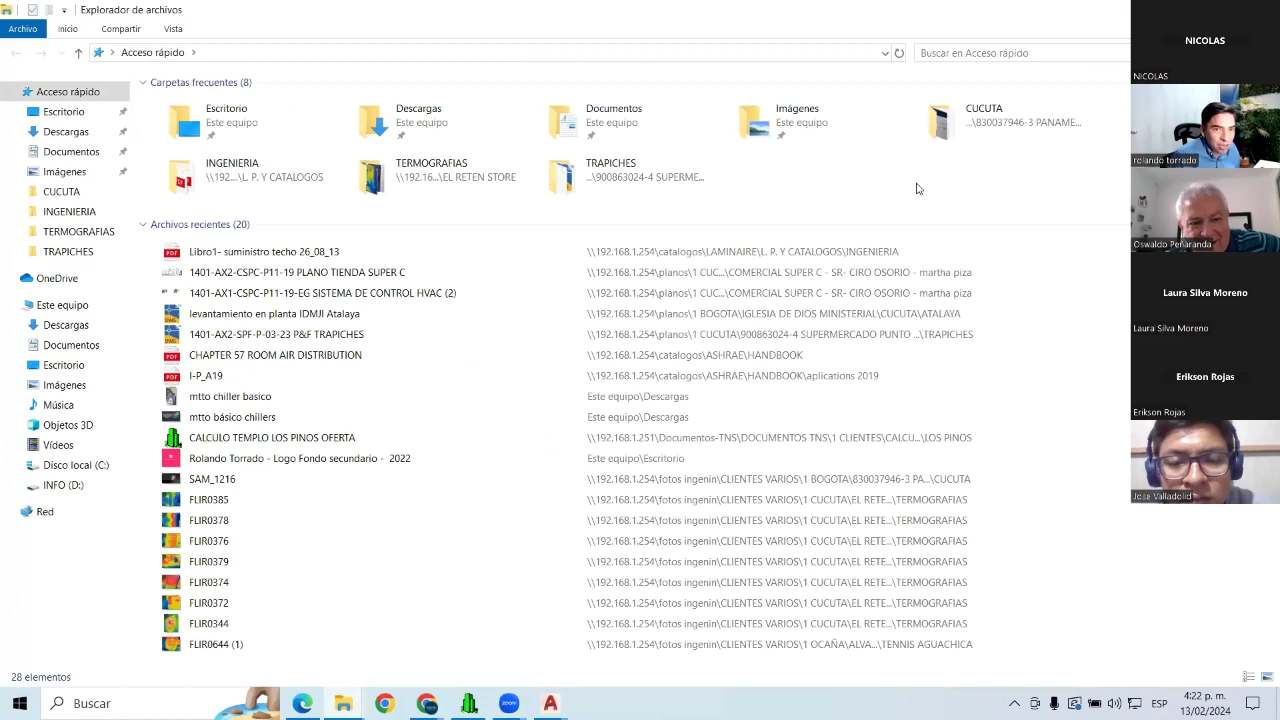 Explorador de archivos
Archivo Inicio Compartir Vista
Acceso rápido
Buscar en Acceso rápido
Acceso rápido
Escritorio
Descargas
Documentos
Imágenes
CUCUTA
INGENIERIA
TERMOGRAFIAS
TRAPICHES
OneDrive
Este equipo
Descargas
Documentos
Escritorio
Imágenes
Música
Objetos 3D
Vídeos
Disco local (C:)
INFO (D:)
Red
Carpetas frecuentes (8)
Escritorio
Este equipo
Descargas
Este equipo
Documentos
Este equipo
Imágenes
Este equipo
CUCUTA
...\830037946-3 PANAME...
INGENIERIA
\\192....\L. P. Y CATALOGOS
TERMOGRAFIAS
\\192.16...\EL RETEN STORE
TRAPICHES
...\900863024-4 SUPERME...
Archivos recientes (20)
Libro1- suministro techo 26_08_13 \\192.168.1.254\catalogos\LAMINAIRE\L. P. Y CATALOGOS\INGENIERIA
1401-AX2-CSPC-P11-19 PLANO TIENDA SUPER C \\192.168.1.254\planos\1 CUC...\COMERCIAL SUPER C - SR- CIRO OSORIO - martha piza
1401-AX1-CSPC-P11-19-EG SISTEMA DE CONTROL HVAC (2) \\192.168.1.254\planos\1 CUC...\COMERCIAL SUPER C - SR- CIRO OSORIO - martha piza
levantamiento en planta IDMJI Atalaya \\192.168.1.254\planos\1 BOGOTA\IGLESIA DE DIOS MINISTERIAL\CUCUTA\ATALAYA
1401-AX2-SPF-P-03-23 P&F TRAPICHES \\192.168.1.254\planos\1 CUCUTA\900863024-4 SUPERMERCADO PUNTO ...\TRAPICHES
CHAPTER 57 ROOM AIR DISTRIBUTION \\192.168.1.254\catalogos\ASHRAE\HANDBOOK
I-P_A19 \\192.168.1.254\catalogos\ASHRAE\HANDBOOK\aplications 2019
mtto chiller basico Este equipo\Descargas
mtto básico chillers Este equipo\Descargas
CALCULO TEMPLO LOS PINOS OFERTA \\192.168.1.251\Documentos-TNS\DOCUMENTOS TNS\1 CLIENTES\CALCU...\LOS PINOS
Rolando Torrado - Logo Fondo secundario - 2022 Este equipo\Escritorio
SAM_1216 \\192.168.1.254\fotos ingenin\CLIENTES VARIOS\1 BOGOTA\830037946-3 PA...\CUCUTA
FLIR0385 \\192.168.1.254\fotos ingenin\CLIENTES VARIOS\1 CUCUTA\EL RETE...\TERMOGRAFIAS
FLIR0378 \\192.168.1.254\fotos ingenin\CLIENTES VARIOS\1 CUCUTA\EL RETE...\TERMOGRAFIAS
FLIR0376 \\192.168.1.254\fotos ingenin\CLIENTES VARIOS\1 CUCUTA\EL RETE...\TERMOGRAFIAS
FLIR0379 \\192.168.1.254\fotos ingenin\CLIENTES VARIOS\1 CUCUTA\EL RETE...\TERMOGRAFIAS
FLIR0374 \\192.168.1.254\fotos ingenin\CLIENTES VARIOS\1 CUCUTA\EL RETE...\TERMOGRAFIAS
FLIR0372 \\192.168.1.254\fotos ingenin\CLIENTES VARIOS\1 CUCUTA\EL RETE...\TERMOGRAFIAS
FLIR0344 \\192.168.1.254\fotos ingenin\CLIENTES VARIOS\1 CUCUTA\EL RETE...\TERMOGRAFIAS
FLIR0644 (1) \\192.168.1.254\fotos ingenin\CLIENTES VARIOS\1 OCAÑA\ALVA...\TENNIS AGUACHICA
28 elementos
Buscar
zoom
ESP
4:22 p. m.
13/02/2024
NICOLAS
NICOLAS
rolando torrado
Oswaldo Peñaranda
Laura Silva Moreno
Laura Silva Moreno
Erikson Rojas
Erikson Rojas
Jose Valladolid